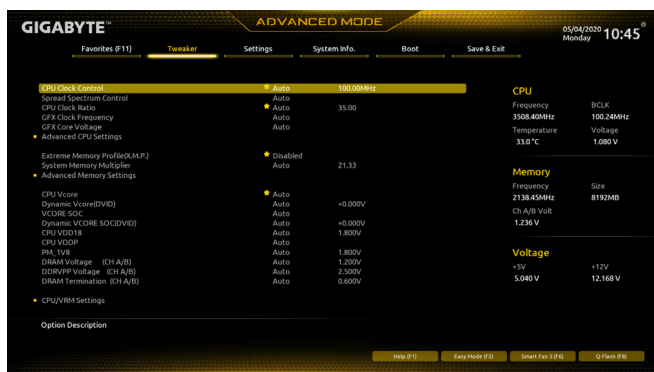 GIGABYTE™
ADVANCED MODE
05/04/2020 Monday 10:45
Favorites (F11) Tweaker Settings System Info. Boot Save & Exit
CPU Clock Control Auto 100.00MHz
Spread Spectrum Control Auto
CPU Clock Ratio Auto 35.00
GFX Clock Frequency Auto
GFX Core Voltage Auto
Advanced CPU Settings
Extreme Memory Profile(X.M.P.) Disabled
System Memory Multiplier Auto 21.33
Advanced Memory Settings
CPU Vcore Auto
Dynamic Vcore(DVID) Auto +0.000V
VCORE SOC Auto
Dynamic VCORE SOC(DVID) Auto +0.000V
CPU VDD18 Auto 1.800V
CPU VDDP Auto
PM_1V8 Auto 1.800V
DRAM Voltage (CH A/B) Auto 1.200V
DDRVPP Voltage (CH A/B) Auto 2.500V
DRAM Termination (CH A/B) Auto 0.600V
CPU/VRM Settings
Option Description
CPU
Frequency BCLK
3508.40MHz 100.24MHz
Temperature Voltage
33.0 °C 1.080 V
Memory
Frequency Size
2138.45MHz 8192MB
Ch A/B Volt
1.236 V
Voltage
+5V +12V
5.040 V 12.168 V
Help (F1) Easy Mode (F2) Smart Fan 5 (F6) Q-Flash (F8)